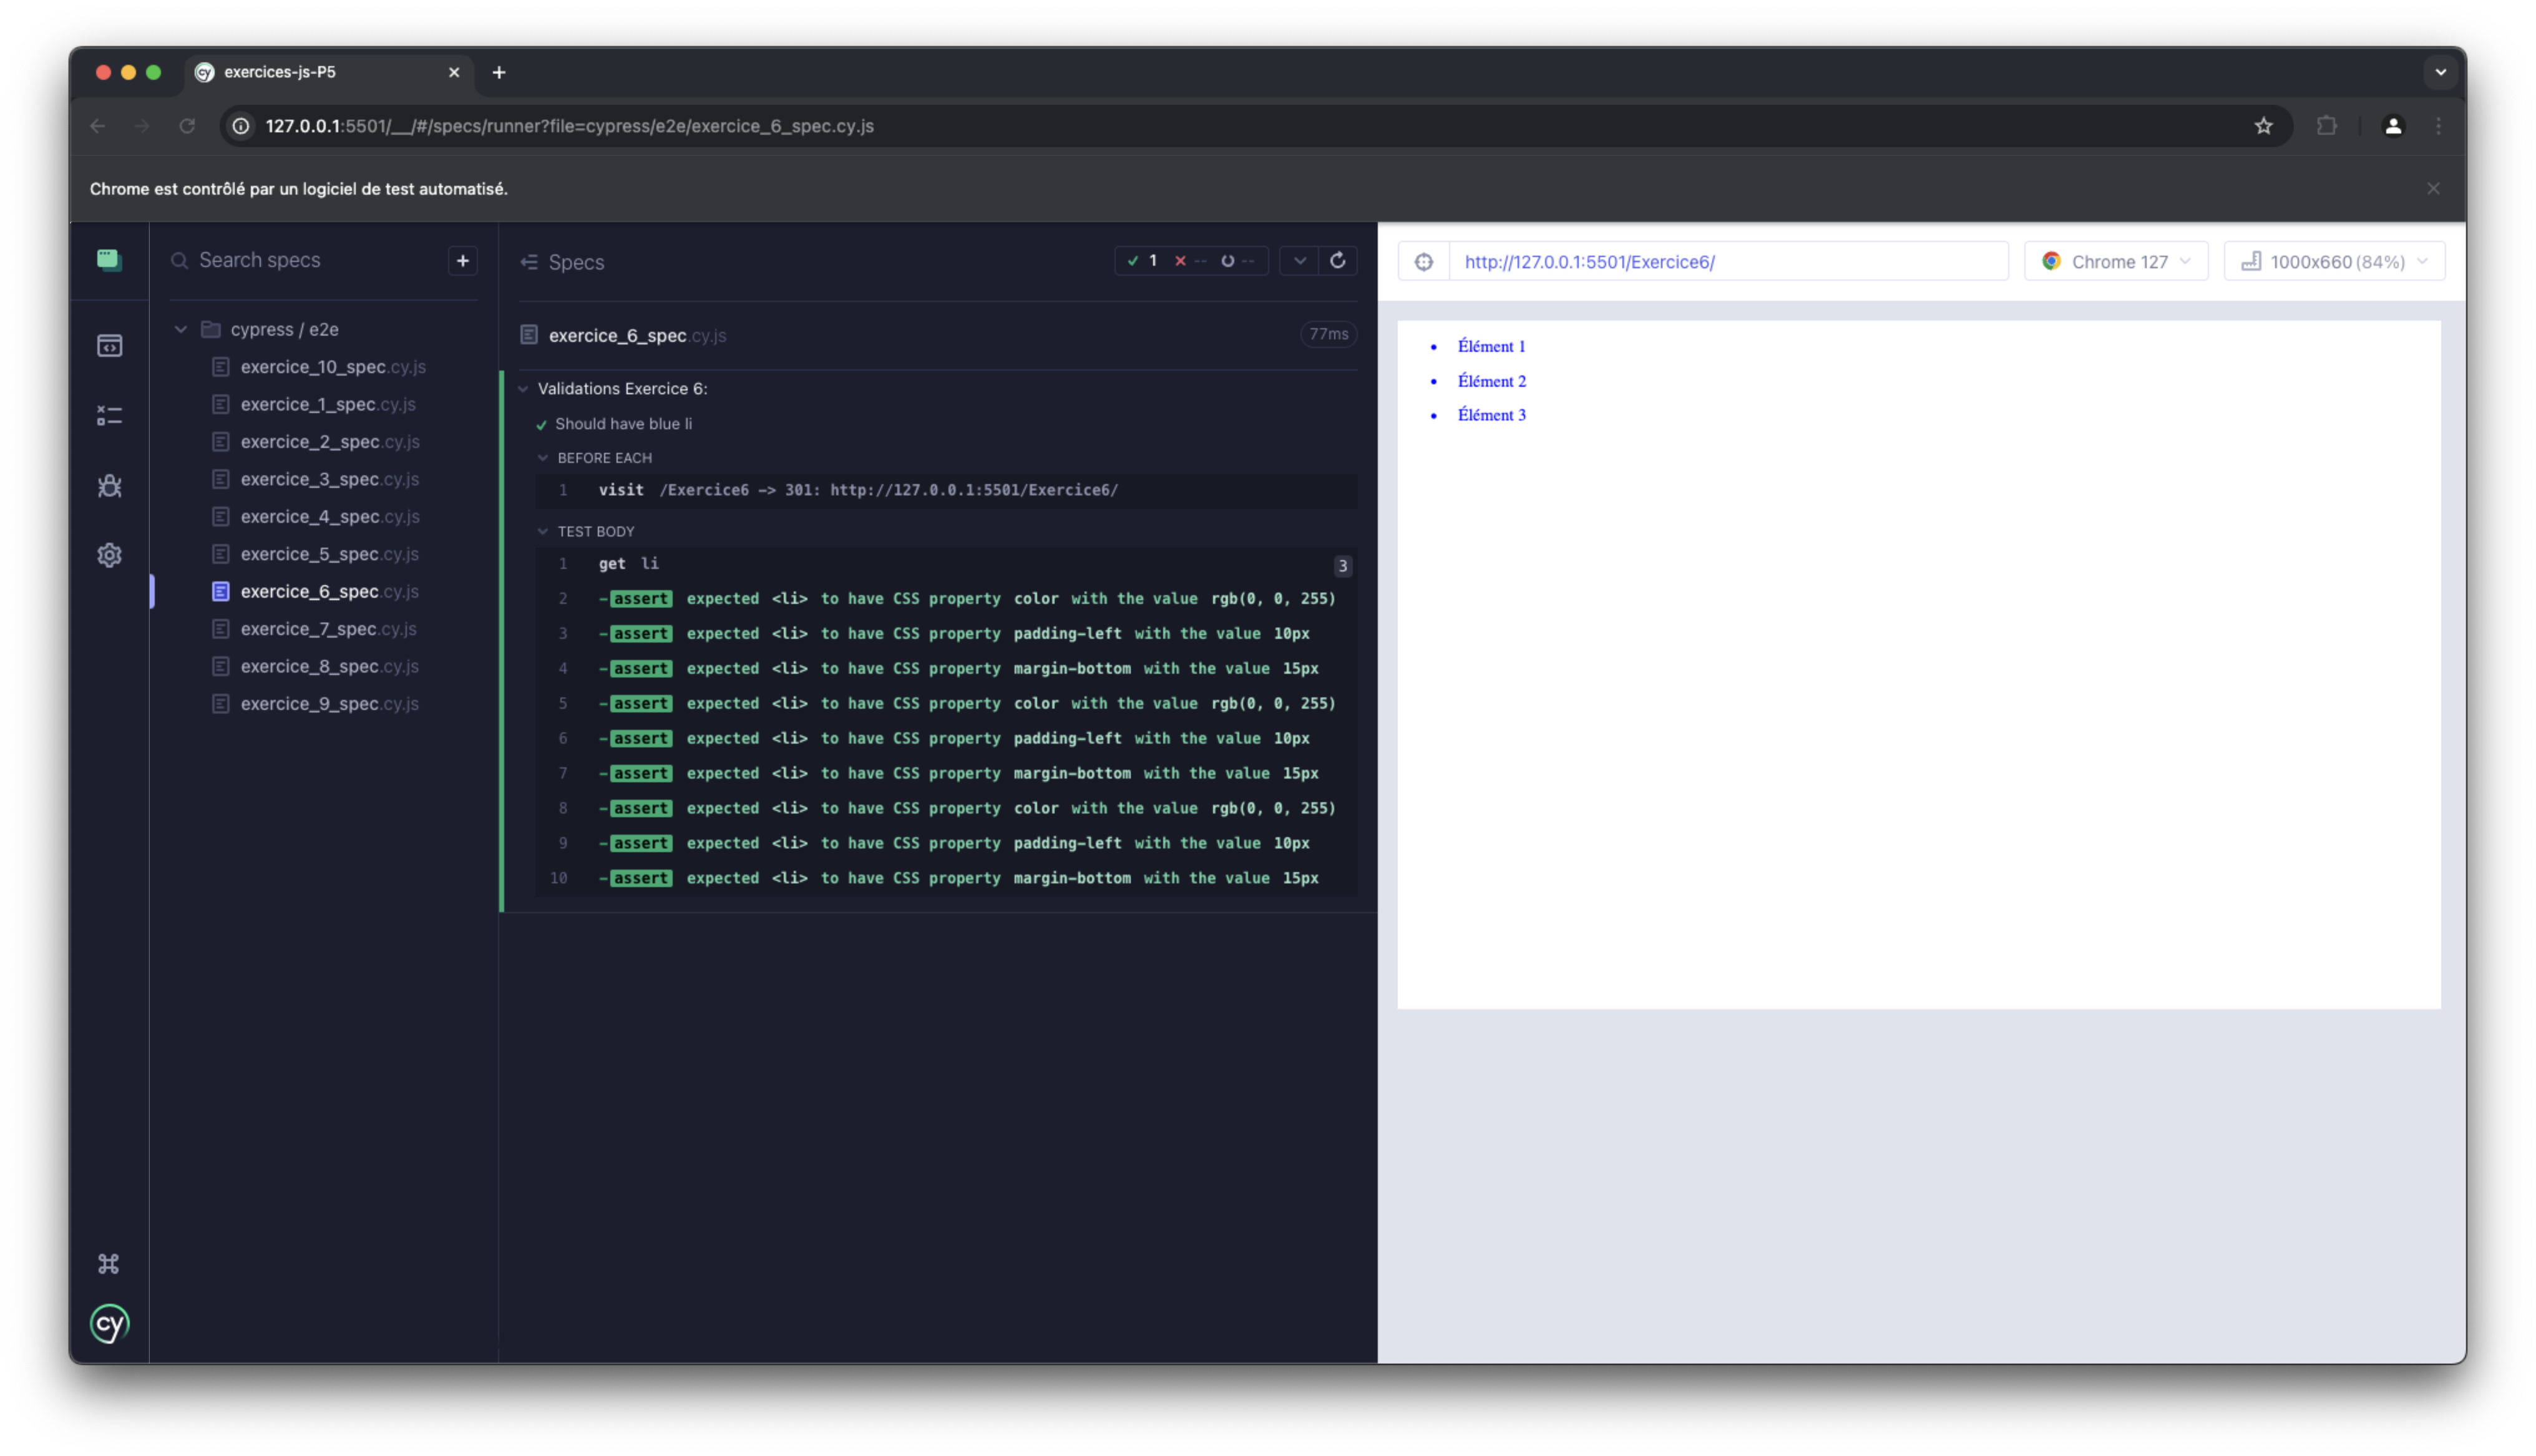 exercices-js-P5
127.0.0.1:5501/__/#/specs/runner?file=cypress/e2e/exercice_6_spec.cy.js
Chrome est contrôlé par un logiciel de test automatisé.
Search specs
cypress / e2e
exercice_10_spec.cy.js
exercice_1_spec.cy.js
exercice_2_spec.cy.js
exercice_3_spec.cy.js
exercice_4_spec.cy.js
exercice_5_spec.cy.js
exercice_6_spec.cy.js
exercice_7_spec.cy.js
exercice_8_spec.cy.js
exercice_9_spec.cy.js
cy
Specs
1 -- --
exercice_6_spec.cy.js 77ms
Validations Exercice 6:
Should have blue li
BEFORE EACH
1 visit /Exercice6 -> 301: http://127.0.0.1:5501/Exercice6/
TEST BODY
1 get li 3
2 -assert expected <li> to have CSS property color with the value rgb(0, 0, 255)
3 -assert expected <li> to have CSS property padding-left with the value 10px
4 -assert expected <li> to have CSS property margin-bottom with the value 15px
5 -assert expected <li> to have CSS property color with the value rgb(0, 0, 255)
6 -assert expected <li> to have CSS property padding-left with the value 10px
7 -assert expected <li> to have CSS property margin-bottom with the value 15px
8 -assert expected <li> to have CSS property color with the value rgb(0, 0, 255)
9 -assert expected <li> to have CSS property padding-left with the value 10px
10 -assert expected <li> to have CSS property margin-bottom with the value 15px
http://127.0.0.1:5501/Exercice6/
Chrome 127
1000x660 (84%)
• Élément 1
• Élément 2
• Élément 3